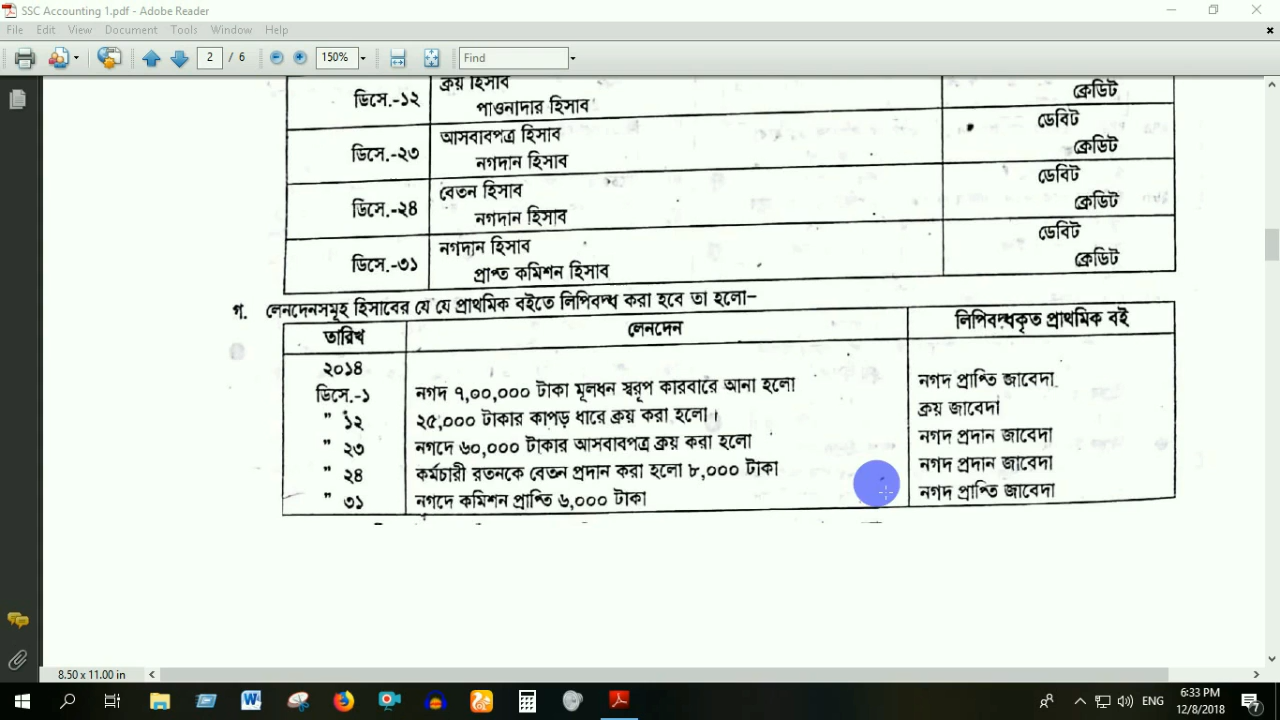 SSC Accounting 1.pdf - Adobe Reader
File Edit View Document Tools Window Help
2 / 6 150% Find
ক্রয় হিসাব
ডিসে.-১২ ক্রেডিট
পাওনাদার হিসাব
আসবাবপত্র হিসাব ডেবিট
ডিসে.-২৩
নগদান হিসাব ক্রেডিট
বেতন হিসাব ডেবিট
ডিসে.-২৪
নগদান হিসাব ক্রেডিট
নগদান হিসাব ডেবিট
ডিসে.-৩১
প্রাপ্ত কমিশন হিসাব ক্রেডিট
গ. লেনদেনসমূহ হিসাবের যে যে প্রাথমিক বইতে লিপিবদ্ধ করা হবে তা হলো–
তারিখ লেনদেন লিপিবদ্ধকৃত প্রাথমিক বই
২০১৪
ডিসে.-১ নগদ ৭,০০,০০০ টাকা মূলধন স্বরূপ কারবারে আনা হলো নগদ প্রাপ্তি জাবেদা
" ১২ ২৫,০০০ টাকার কাপড় ধারে ক্রয় করা হলো। ক্রয় জাবেদা
" ২৩ নগদে ৬০,০০০ টাকার আসবাবপত্র ক্রয় করা হলো নগদ প্রদান জাবেদা
" ২৪ কর্মচারী রতনকে বেতন প্রদান করা হলো ৮,০০০ টাকা নগদ প্রদান জাবেদা
" ৩১ নগদে কমিশন প্রাপ্তি ৬,০০০ টাকা নগদ প্রাপ্তি জাবেদা
8.50 x 11.00 in
ENG 6:33 PM
12/8/2018 7